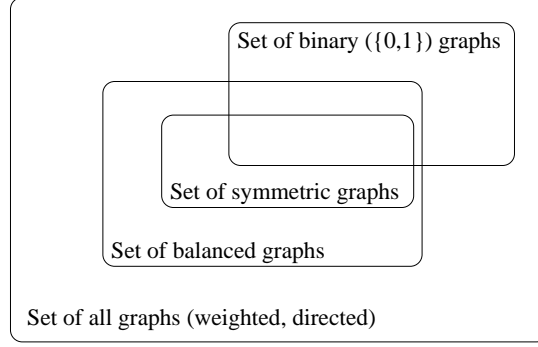 Set of binary ({0,1}) graphs
Set of symmetric graphs
Set of balanced graphs
Set of all graphs (weighted, directed)